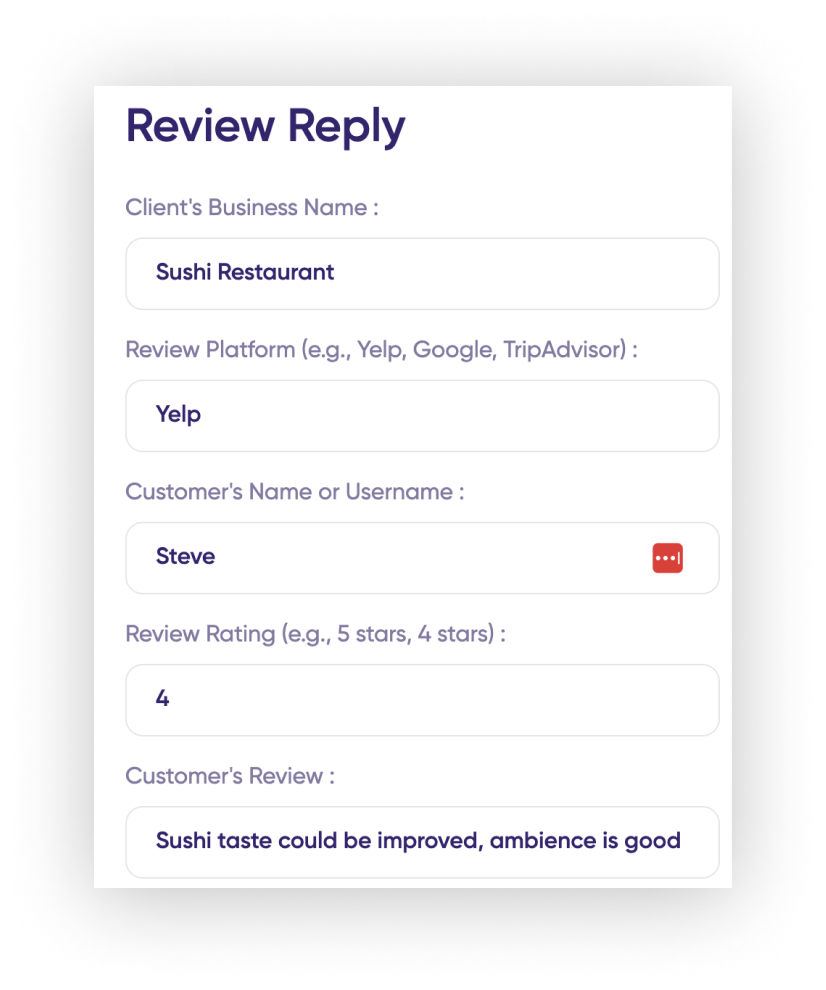 Review Reply
Client's Business Name :
Sushi Restaurant
Review Platform (e.g., Yelp, Google, TripAdvisor) :
Yelp
Customer's Name or Username :
Steve
Review Rating (e.g., 5 stars, 4 stars) :
4
Customer's Review :
Sushi taste could be improved, ambience is good